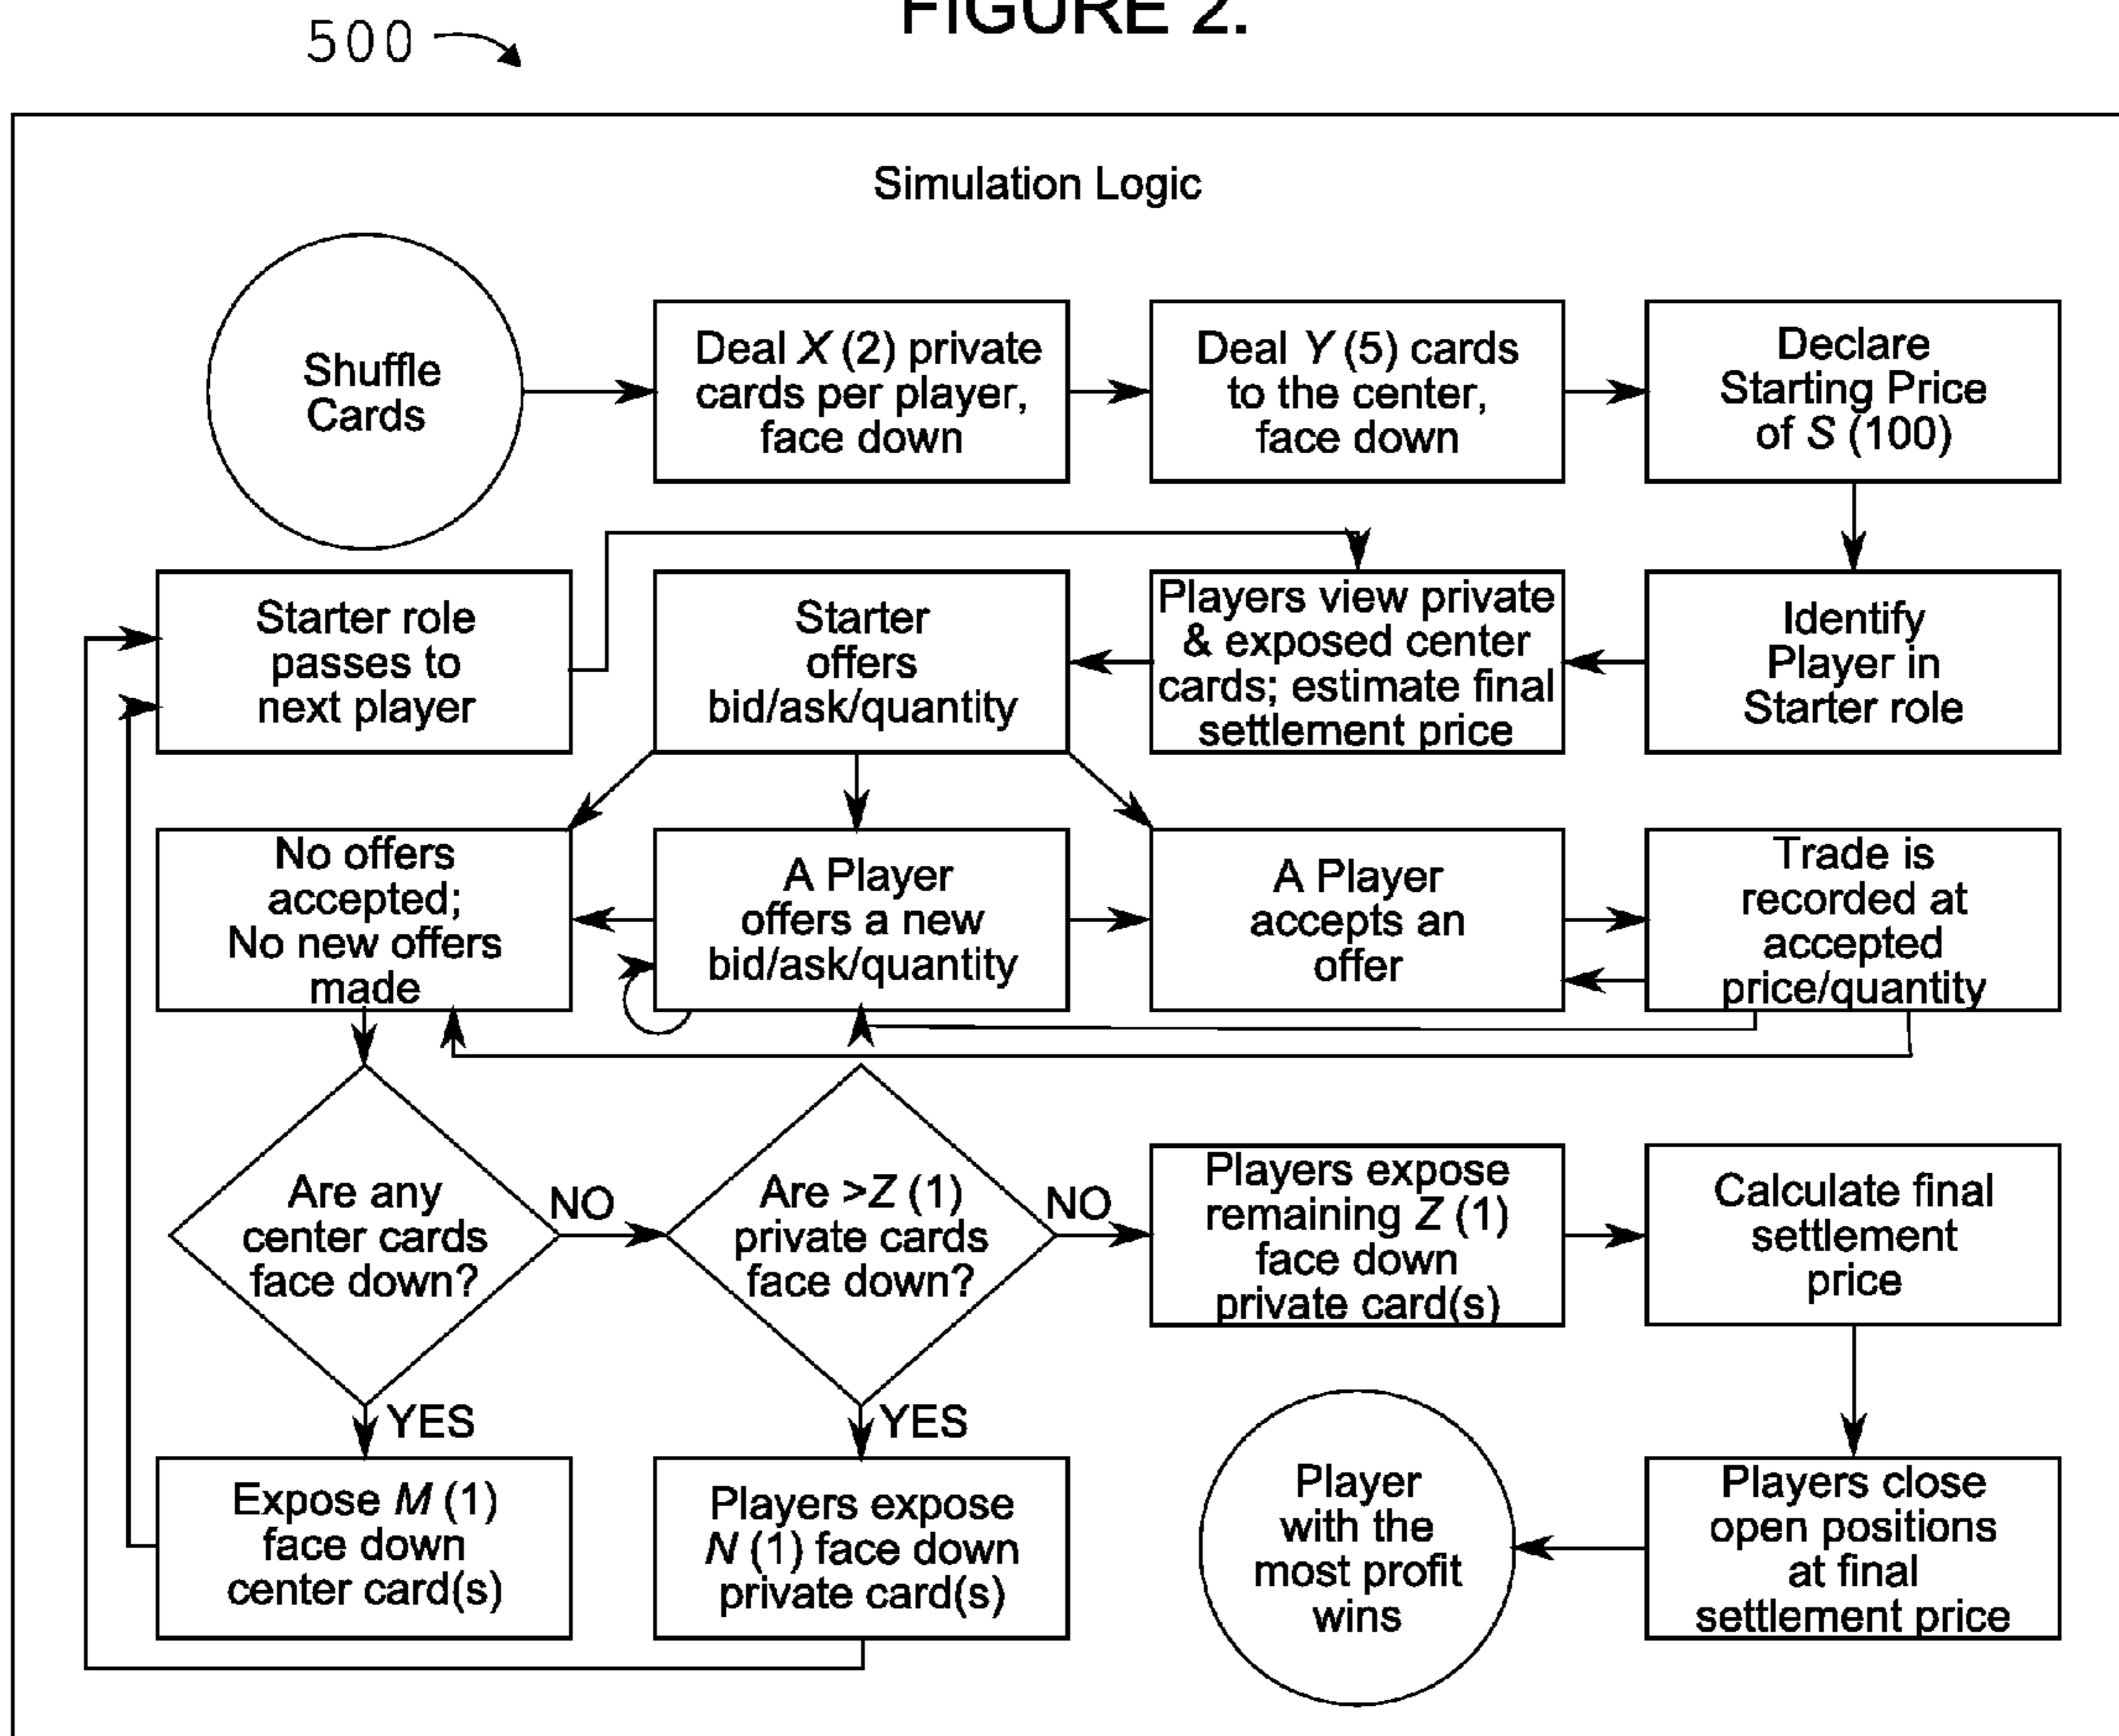 FIGURE 2.
500
Simulation Logic
Shuffle
Cards
Deal X (2) private
cards per player,
face down
Deal Y (5) cards
to the center,
face down
Declare
Starting Price
of S (100)
Starter role
passes to
next player
Starter
offers
bid/ask/quantity
Players view private
& exposed center
cards; estimate final
settlement price
Identify
Player in
Starter role
No offers
accepted;
No new offers
made
A Player
offers a new
bid/ask/quantity
A Player
accepts an
offer
Trade is
recorded at
accepted
price/quantity
Are any
center cards
face down?
NO
Are >Z (1)
private cards
face down?
NO
Players expose
remaining Z (1)
face down
private card(s)
Calculate final
settlement
price
YES
YES
Expose M (1)
face down
center card(s)
Players expose
N (1) face down
private card(s)
Player
with the
most profit
wins
Players close
open positions
at final
settlement price